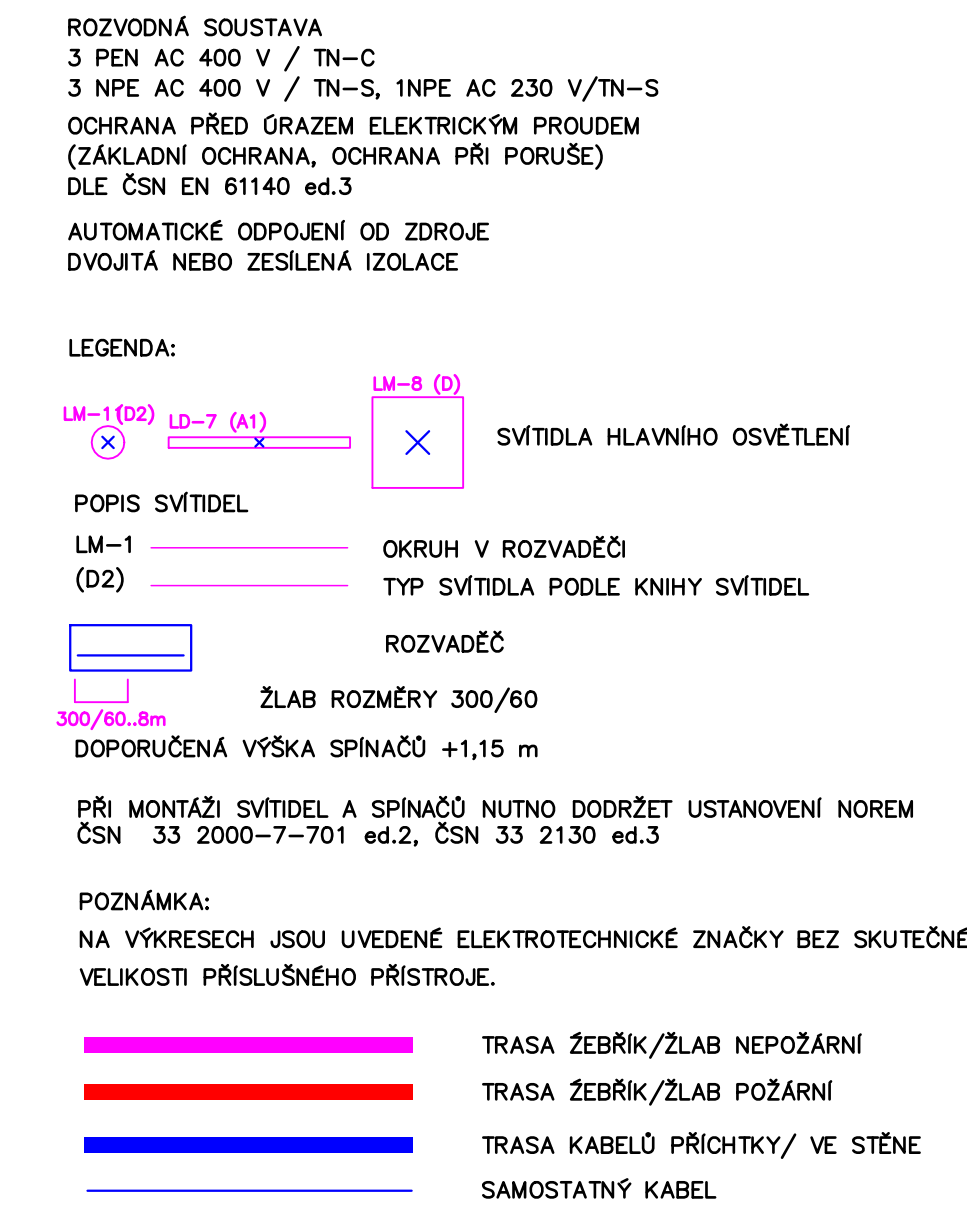 ROZVODNÁ SOUSTAVA
3 PEN AC 400 V / TN-C
3 NPE AC 400 V / TN-S, 1NPE AC 230 V/TN-S
OCHRANA PŘED ÚRAZEM ELEKTRICKÝM PROUDEM
(ZÁKLADNÍ OCHRANA, OCHRANA PŘI PORUŠE)
DLE ČSN EN 61140 ed.3
AUTOMATICKÉ ODPOJENÍ OD ZDROJE
DVOJITÁ NEBO ZESÍLENÁ IZOLACE
LEGENDA:
LM-11(D2) LD-7 (A1) LM-8 (D)
SVÍTIDLA HLAVNÍHO OSVĚTLENÍ
POPIS SVÍTIDEL
LM-1 OKRUH V ROZVADĚČI
(D2) TYP SVÍTIDLA PODLE KNIHY SVÍTIDEL
ROZVADĚČ
ŽLAB ROZMĚRY 300/60
300/60..8m
DOPORUČENÁ VÝŠKA SPÍNAČŮ +1,15 m
PŘI MONTÁŽI SVÍTIDEL A SPÍNAČŮ NUTNO DODRŽET USTANOVENÍ NOREM
ČSN 33 2000-7-701 ed.2, ČSN 33 2130 ed.3
POZNÁMKA:
NA VÝKRESECH JSOU UVEDENÉ ELEKTROTECHNICKÉ ZNAČKY BEZ SKUTEČNÉ
VELIKOSTI PŘÍSLUŠNÉHO PŘÍSTROJE.
TRASA ŽEBŘÍK/ŽLAB NEPOŽÁRNÍ
TRASA ŽEBŘÍK/ŽLAB POŽÁRNÍ
TRASA KABELŮ PŘÍCHTKY/ VE STĚNE
SAMOSTATNÝ KABEL